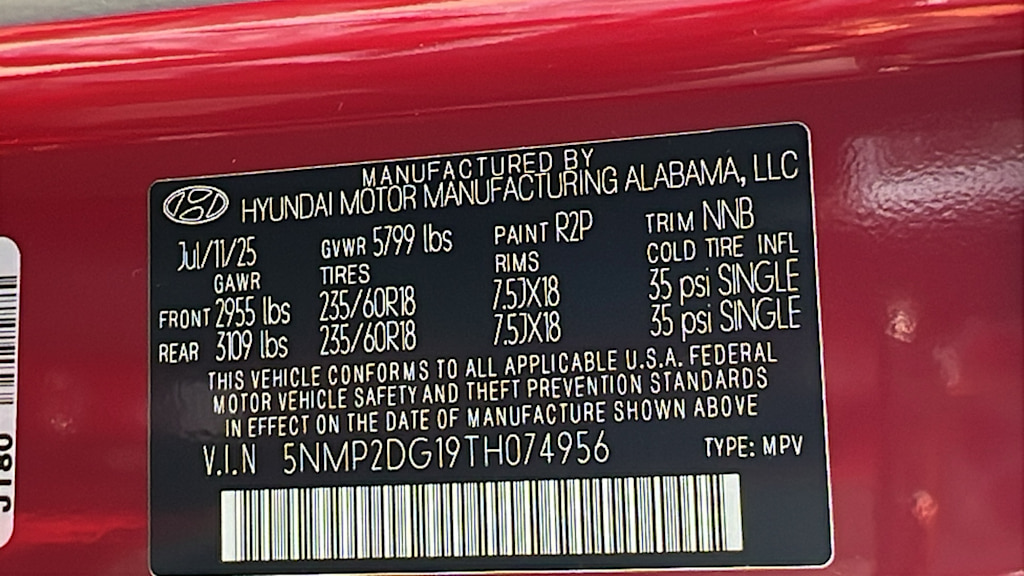 MANUFACTURED BY
HYUNDAI MOTOR MANUFACTURING ALABAMA, LLC
Jul/11/25 GVWR 5799 lbs PAINT R2P TRIM NNB
GAWR TIRES RIMS COLD TIRE INFL
FRONT 2955 lbs 235/60R18 7.5JX18 35 psi SINGLE
REAR 3109 lbs 235/60R18 7.5JX18 35 psi SINGLE
THIS VEHICLE CONFORMS TO ALL APPLICABLE U.S.A. FEDERAL
MOTOR VEHICLE SAFETY AND THEFT PREVENTION STANDARDS
IN EFFECT ON THE DATE OF MANUFACTURE SHOWN ABOVE
V.I.N 5NMP2DG19TH074956 TYPE: MPV